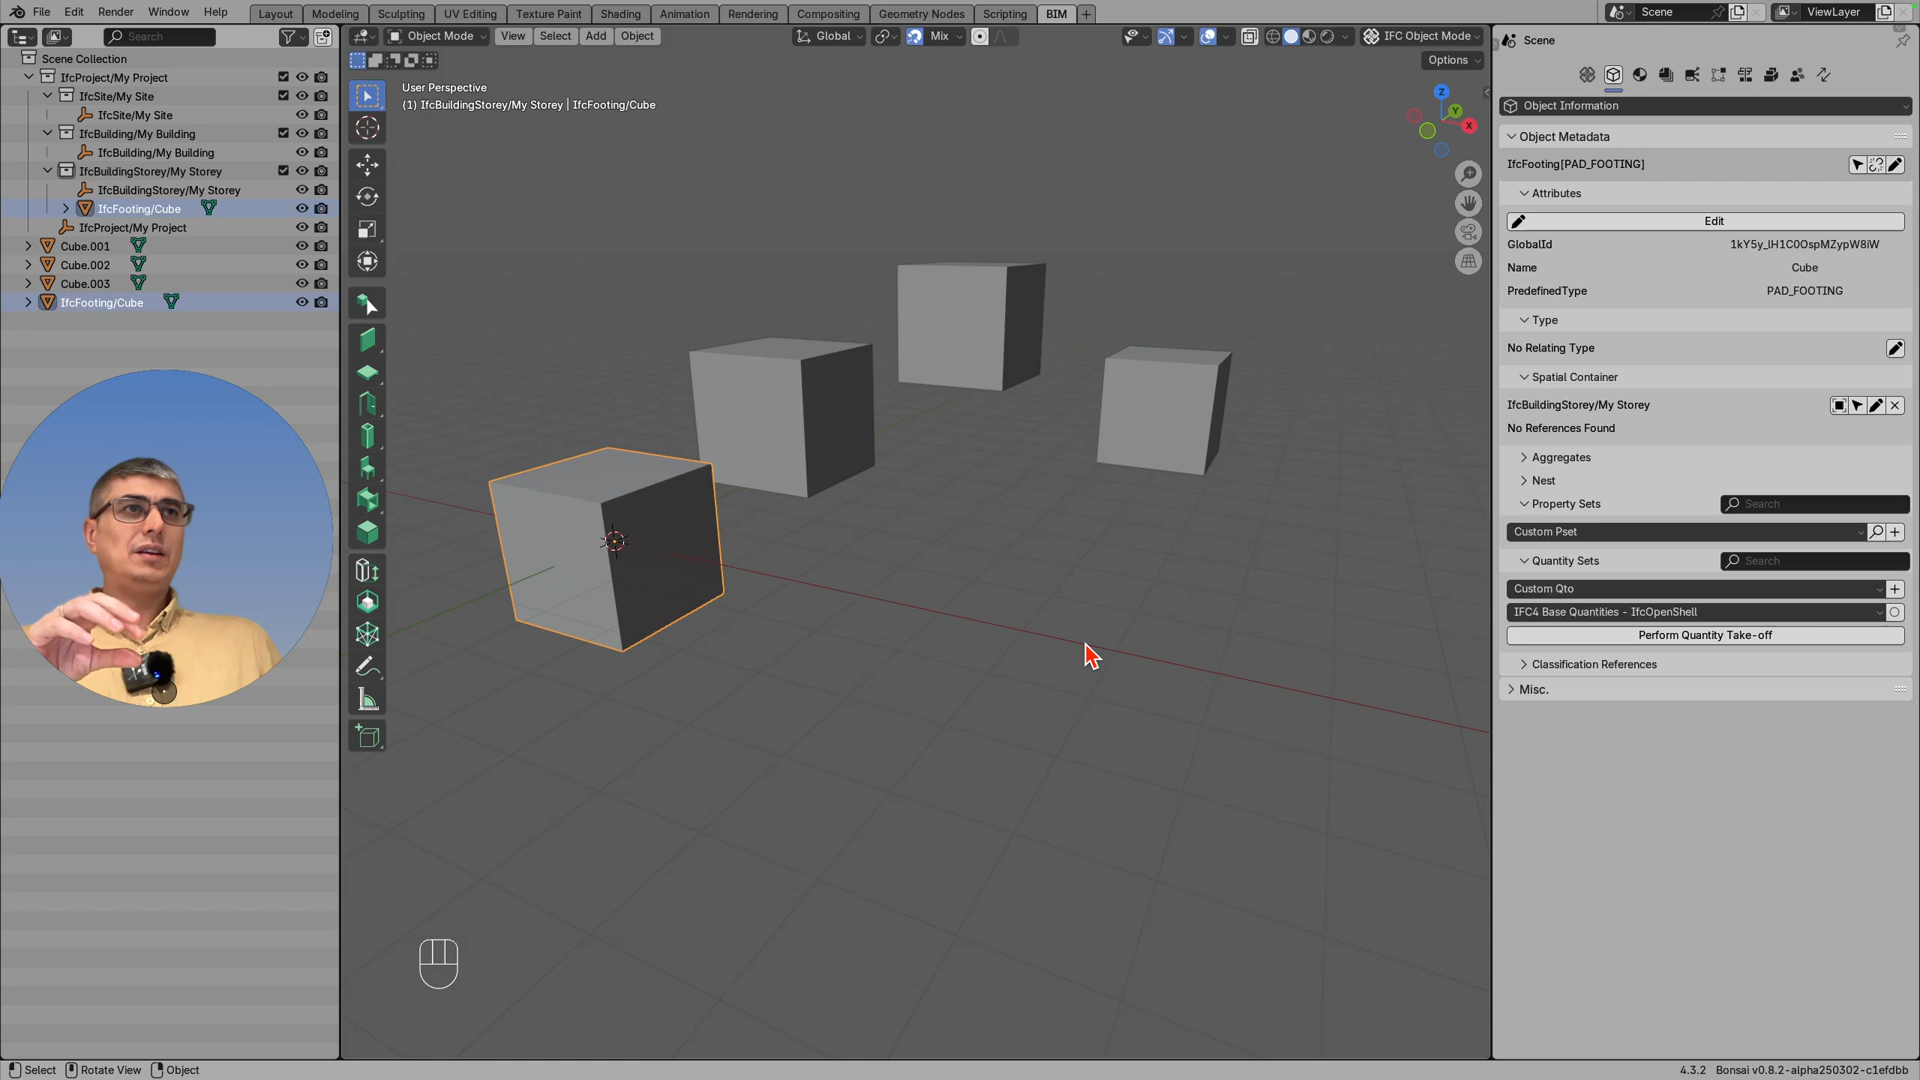 File Edit Render Window Help
Layout Modeling Sculpting UV Editing Texture Paint Shading Animation Rendering Compositing Geometry Nodes Scripting BIM +
Scene
ViewLayer
Search
Object Mode View Select Add Object
Global
Mix
IFC Object Mode
Options
Scene Collection
IfcProject/My Project
IfcSite/My Site
IfcSite/My Site
IfcBuilding/My Building
IfcBuilding/My Building
IfcBuildingStorey/My Storey
IfcBuildingStorey/My Storey
IfcFooting/Cube
IfcProject/My Project
Cube.001
Cube.002
Cube.003
IfcFooting/Cube
User Perspective
(1) IfcBuildingStorey/My Storey | IfcFooting/Cube
Z
Y
X
Scene
Object Information
Object Metadata
IfcFooting[PAD_FOOTING]
Attributes
Edit
GlobalId 1kY5y_lH1C0OspMZypW8iW
Name Cube
PredefinedType PAD_FOOTING
Type
No Relating Type
Spatial Container
IfcBuildingStorey/My Storey
No References Found
Aggregates
Nest
Property Sets Search
Custom Pset
Quantity Sets Search
Custom Qto
IFC4 Base Quantities - IfcOpenShell
Perform Quantity Take-off
Classification References
Misc.
Select Rotate View Object
4.3.2 Bonsai v0.8.2-alpha250302-c1efdbb